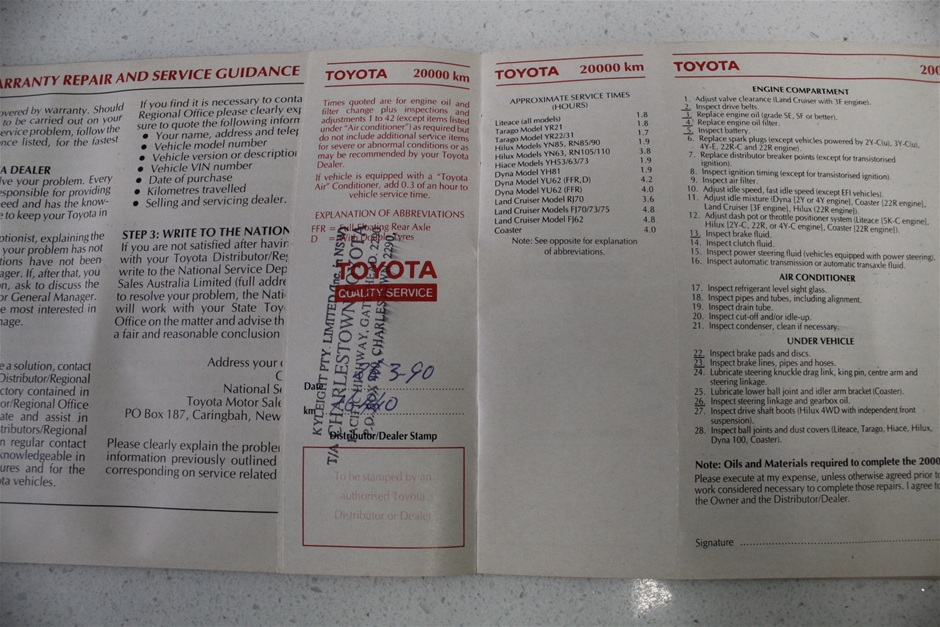 ARRANTY REPAIR AND SERVICE GUIDANCE
overed by warranty. Should
to be carried out on your
ervice problem, follow the
nce listed, for the fastest
A DEALER
lve your problem. Every
esponsible for providing
eed and has the know-
e to keep your Toyota in
ptionist, explaining the
your problem has not
tions have not been
ager. If, after that, you
on, ask to discuss the
or General Manager.
e most interested in
nage.
e a solution, contact
Distributor/Regional
ctory contained in
or/Regional Office
ate and assist in
tributors/Regional
n regular contact
knowledgeable in
ures and for the
ta vehicles.
If you find it is necessary to conta
Regional Office please clearly exp
sure to quote the following inform
• Your name, address and telep
• Vehicle model number
• Vehicle version or description
• Vehicle VIN number
• Date of purchase
• Kilometres travelled
• Selling and servicing dealer.
STEP 3: WRITE TO THE NATION
If you are not satisfied after havin
with your Toyota Distributor/Reg
write to the National Service Dep
Sales Australia Limited (full addre
to resolve your problem, the Nati
will work with your State Toy
Office on the matter and advise th
a fair and reasonable conclusion
Address your c
C
National Se
Toyota Motor Sale
PO Box 187, Caringbah, New
Please clearly explain the proble
information previously outlined
corresponding on service related
TOYOTA 20000 km
Times quoted are for engine oil and
filter change plus inspections and
adjustments 1 to 42 (except items listed
under "Air conditioner") as required but
do not include additional service items
for severe or abnormal conditions or as
may be recommended by your Toyota
Dealer.
If vehicle is equipped with a "Toyota
Air" Conditioner, add 0.3 of an hour to
vehicle service time.
EXPLANATION OF ABBREVIATIONS
FFR = Full Floating Rear Axle
D = Tyres
TOYOTA
QUALITY SERVICE
KYLEIGHT PTY. LIMITED (Inc. in NSW)
T/A CHARLESTOWN TOYOTA
PACIFIC HIGHWAY, 2290
P.O. BOX CHARLESTOWN, 2290.
Date 3-90
km
Distributor/Dealer Stamp
To be stamped by an
authorised Toyota
Distributor or Dealer
TOYOTA 20000 km
APPROXIMATE SERVICE TIMES
(HOURS)
Liteace (all models) 1.8
Tarago Model YR21 1.8
Tarago Model YR22/31 1.7
Hilux Models YN85, RN85/90 1.9
Hilux Models YN63, RN105/110 3.8
Hiace Models YH53/63/73 1.9
Dyna Model YH81 1.9
Dyna Model YU62 (FFR,D) 4.2
Dyna Model YU62 (FFR) 4.0
Land Cruiser Model RJ70 3.6
Land Cruiser Models FJ70/73/75 4.8
Land Cruiser Model FJ62 4.8
Coaster 4.0
Note: See opposite for explanation
of abbreviations.
TOYOTA 200
ENGINE COMPARTMENT
1. Adjust valve clearance (Land Cruiser with 3F engine).
2. Inspect drive belts.
3. Replace engine oil (grade SE, SF or better).
4. Replace engine oil filter.
5. Inspect battery.
6. Replace spark plugs (except vehicles powered by 2Y-C(u), 3Y-C(u),
4Y-E, 22R-C and 22R engine).
7. Replace distributor breaker points (except for transistorised
ignition).
8. Inspect ignition timing (except for transistorised ignition).
9. Inspect air filter.
10. Adjust idle speed, fast idle speed (except EFI vehicles).
11. Adjust idle mixture (Dyna [2Y or 4Y engine], Coaster [22R engine],
Land Cruiser [3F engine], Hilux (22R engine]).
12. Adjust dash pot or throttle positioner system (Liteace [5K-C engine],
Hilux [2Y-C, 22R, or 4Y-C engine], Coaster [22R engine]).
13. Inspect brake fluid.
14. Inspect clutch fluid.
15. Inspect power steering fluid (vehicles equipped with power steering).
16. Inspect automatic transmission or automatic transaxle fluid.
AIR CONDITIONER
17. Inspect refrigerant level sight glass.
18. Inspect pipes and tubes, including alignment.
19. Inspect drain tube.
20. Inspect cut-off and/or idle-up.
21. Inspect condenser, clean if necessary.
UNDER VEHICLE
22. Inspect brake pads and discs.
23. Inspect brake lines, pipes and hoses.
24. Lubricate steering knuckle drag link, king pin, centre arm and
steering linkage.
25. Lubricate lower ball joint and idler arm bracket (Coaster).
26. Inspect steering linkage and gearbox oil.
27. Inspect drive shaft boots (Hilux 4WD with independent front
suspension).
28. Inspect ball joints and dust covers (Liteace, Tarago, Hiace, Hilux,
Dyna 100, Coaster).
Note: Oils and Materials required to complete the 2000
Please execute at my expense, unless otherwise agreed prior to
work considered necessary to complete those repairs. I agree to
the Owner and the Distributor/Dealer.
Signature